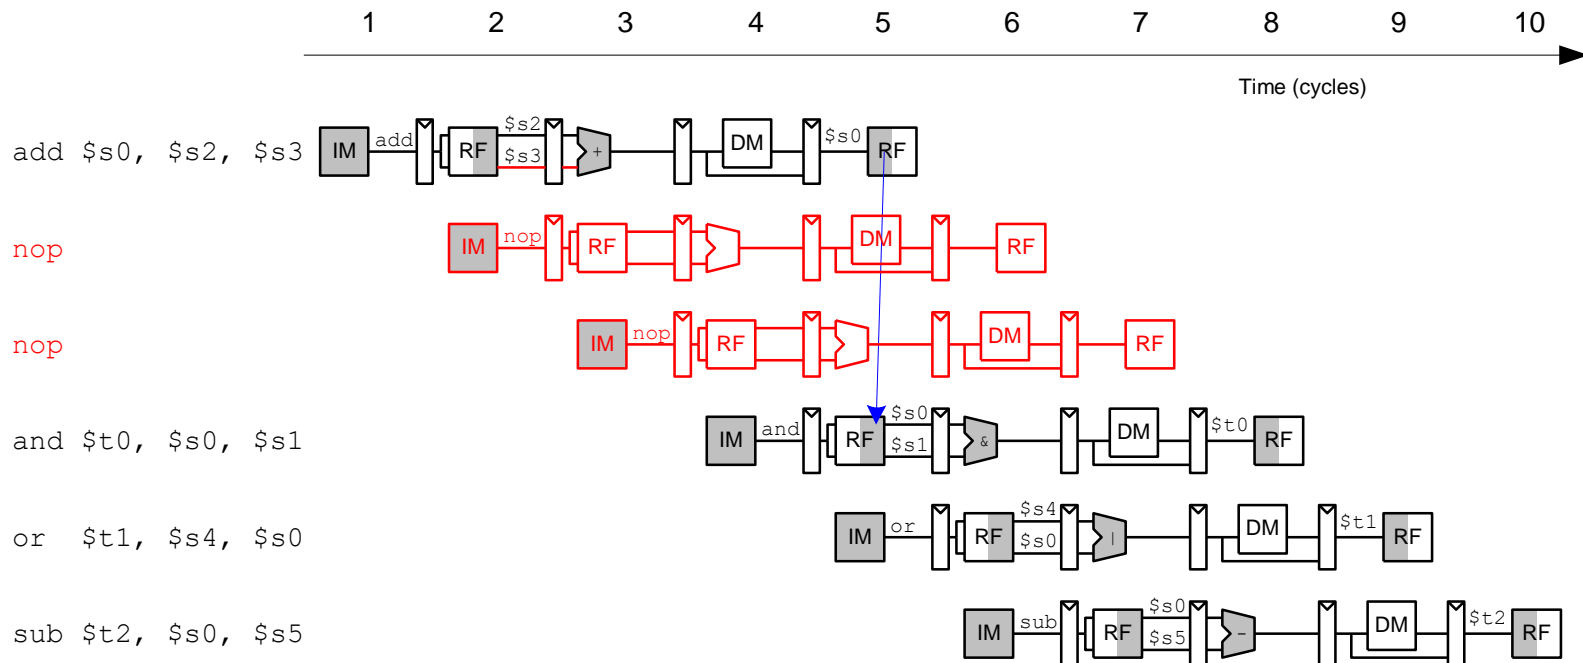 1 2 3 4 5 6 7 8 9 10
Time (cycles)
add $s0, $s2, $s3 IM add RF $s2 $s3 + DM $s0 RF
nop IM nop RF DM RF
nop IM nop RF DM RF
and $t0, $s0, $s1 IM and RF $s0 $s1 & DM $t0 RF
or $t1, $s4, $s0 IM or RF $s4 $s0 | DM $t1 RF
sub $t2, $s0, $s5 IM sub RF $s0 $s5 - DM $t2 RF